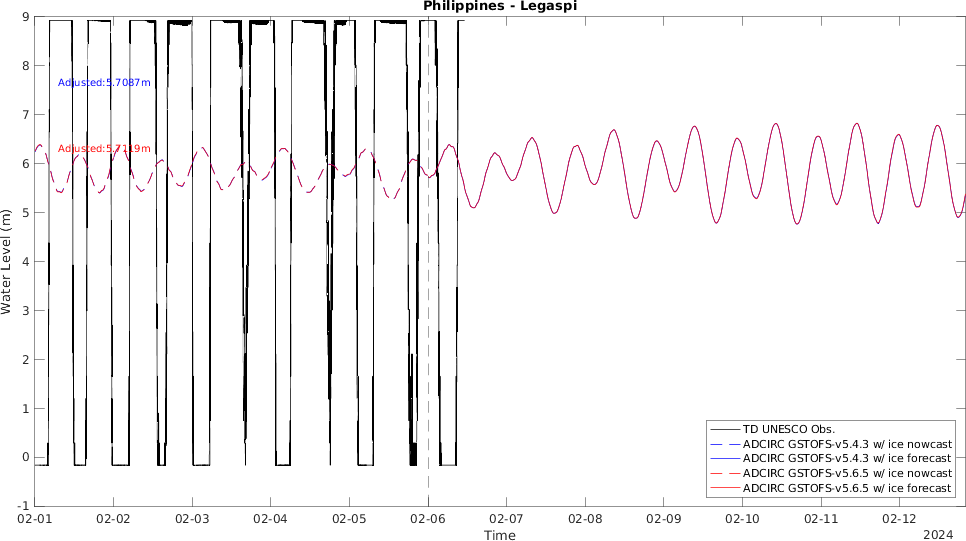 Philippines - Legaspi
9
8
7
6
5
4
3
2
1
0
-1
Water Level (m)
Adjusted:5.7087m
Adjusted:5.7119m
TD UNESCO Obs.
ADCIRC GSTOFS-v5.4.3 w/ ice nowcast
ADCIRC GSTOFS-v5.4.3 w/ ice forecast
ADCIRC GSTOFS-v5.6.5 w/ ice nowcast
ADCIRC GSTOFS-v5.6.5 w/ ice forecast
02-01 02-02 02-03 02-04 02-05 02-06 02-07 02-08 02-09 02-10 02-11 02-12
Time
2024